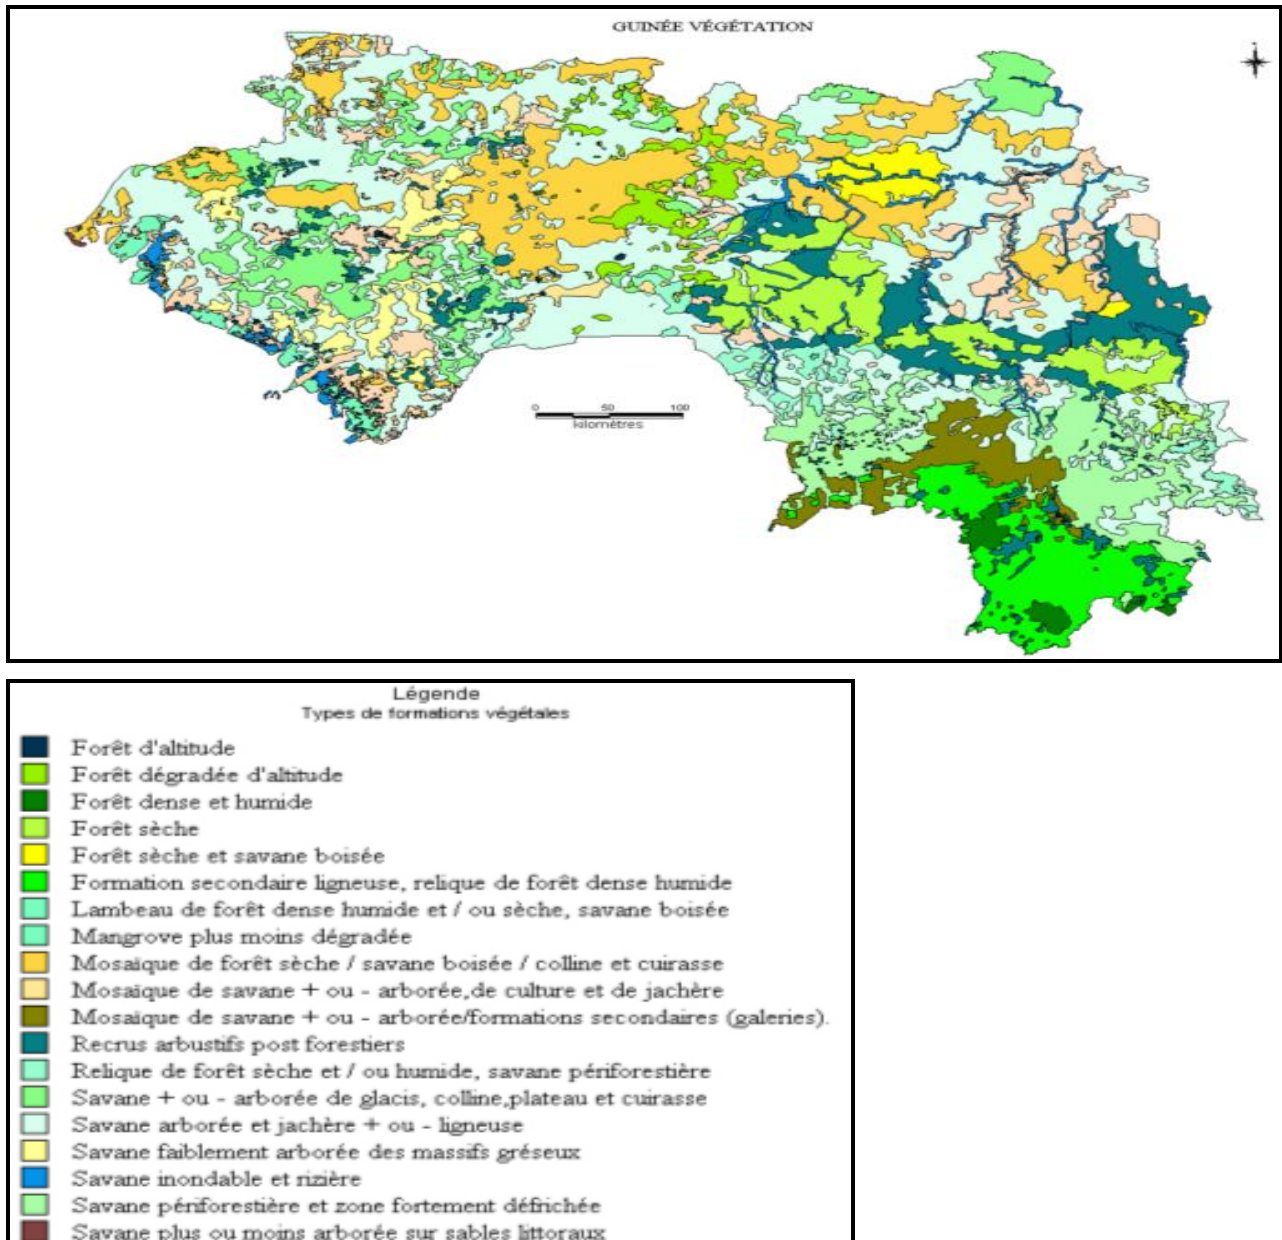 GUINÉE VÉGÉTATION
0 50 100
kilomètres
Légende
Types de formations végétales
Forêt d'altitude
Forêt dégradée d'altitude
Forêt dense et humide
Forêt sèche
Forêt sèche et savane boisée
Formation secondaire ligneuse, relique de forêt dense humide
Lambeau de forêt dense humide et / ou sèche, savane boisée
Mangrove plus moins dégradée
Mosaïque de forêt sèche / savane boisée / colline et cuirasse
Mosaïque de savane + ou - arborée,de culture et de jachère
Mosaïque de savane + ou - arborée/formations secondaires (galeries).
Recrus arbustifs post forestiers
Relique de forêt sèche et / ou humide, savane périforestière
Savane + ou - arborée de glacis, colline,plateau et cuirasse
Savane arborée et jachère + ou - ligneuse
Savane faiblement arborée des massifs gréseux
Savane inondable et rizière
Savane périforestière et zone fortement défrichée
Savane plus ou moins arborée sur sables littoraux